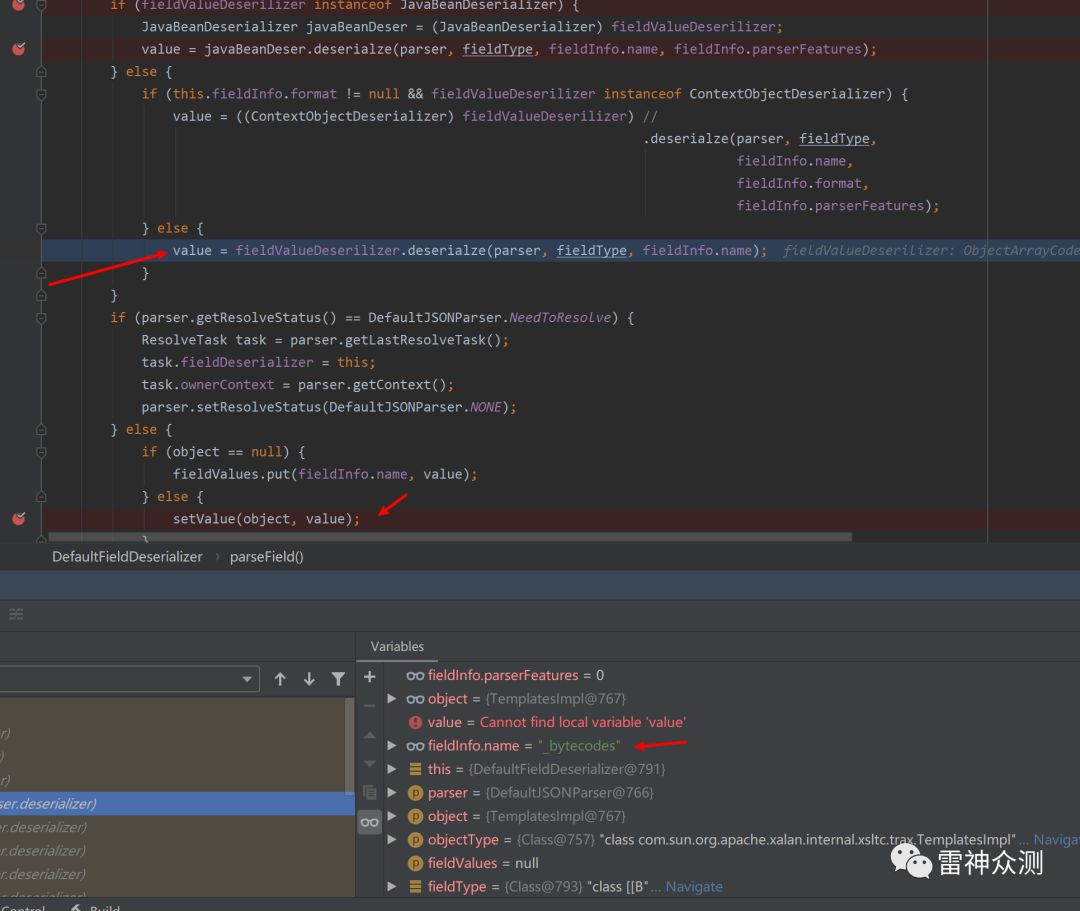 if (fieldValueDeserilizer instanceof JavaBeanDeserializer) {
JavaBeanDeserializer javaBeanDeser = (JavaBeanDeserializer) fieldValueDeserilizer;
value = javaBeanDeser.deserialze(parser, fieldType, fieldInfo.name, fieldInfo.parserFeatures);
} else {
if (this.fieldInfo.format != null && fieldValueDeserilizer instanceof ContextObjectDeserializer) {
value = ((ContextObjectDeserializer) fieldValueDeserilizer) //
.deserialze(parser, fieldType,
fieldInfo.name,
fieldInfo.format,
fieldInfo.parserFeatures);
} else {
value = fieldValueDeserilizer.deserialze(parser, fieldType, fieldInfo.name); fieldValueDeserilizer: ObjectArrayCode
}
}
if (parser.getResolveStatus() == DefaultJSONParser.NeedToResolve) {
ResolveTask task = parser.getLastResolveTask();
task.fieldDeserializer = this;
task.ownerContext = parser.getContext();
parser.setResolveStatus(DefaultJSONParser.NONE);
} else {
if (object == null) {
fieldValues.put(fieldInfo.name, value);
} else {
setValue(object, value);
}
DefaultFieldDeserializer › parseField()
Variables
fieldInfo.parserFeatures = 0
object = {TemplatesImpl@767}
value = Cannot find local variable 'value'
fieldInfo.name = "_bytecodes"
this = {DefaultFieldDeserializer@791}
parser = {DefaultJSONParser@766}
object = {TemplatesImpl@767}
objectType = {Class@757} "class com.sun.org.apache.xalan.internal.xsltc.trax.TemplatesImpl" ... Naviga
fieldValues = null
fieldType = {Class@793} "class [[B"... Navigate
r)
)
r)
ser.deserializer)
r.deserializer)
r.deserializer)
r.deserializer)
r.deserializer)
Control
Build
雷神众测